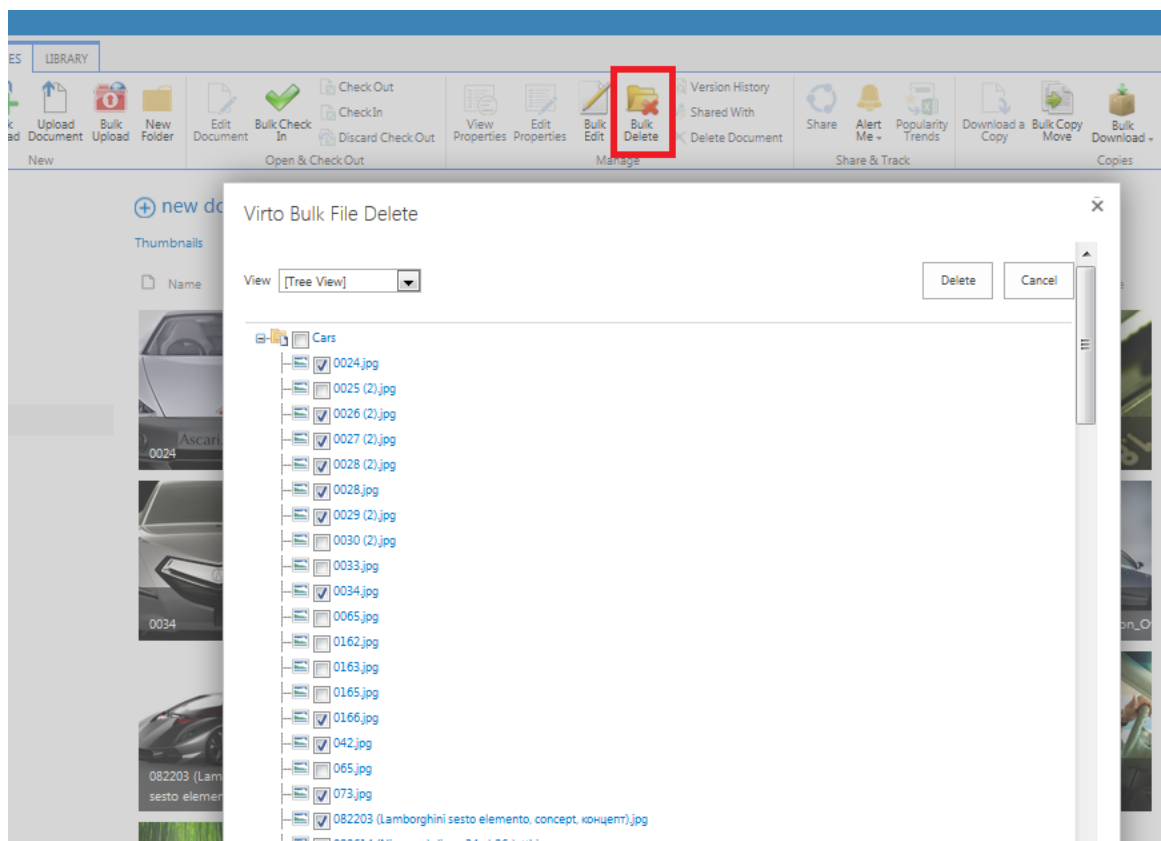 ES LIBRARY
Upload Document
Bulk Upload
New Folder
Edit Document
Bulk Check In
Check Out
Check In
Discard Check Out
View Properties
Edit Properties
Bulk Edit
Bulk Delete
Version History
Shared With
Delete Document
Share
Alert Me
Popularity Trends
Download a Copy
Bulk Copy Move
Bulk Download
New
Open & Check Out
Manage
Share & Track
Copies
new do
Thumbnails
Name
Virto Bulk File Delete
View [Tree View] Delete Cancel
Cars
0024.jpg
0025 (2).jpg
0026 (2).jpg
0027 (2).jpg
0028 (2).jpg
0028.jpg
0029 (2).jpg
0030 (2).jpg
0033.jpg
0034.jpg
0065.jpg
0162.jpg
0163.jpg
0165.jpg
0166.jpg
042.jpg
065.jpg
073.jpg
082203 (Lamborghini sesto elemento, concept, концепт).jpg
Ascari
0024
0034
082203 (Lam
sesto elemen